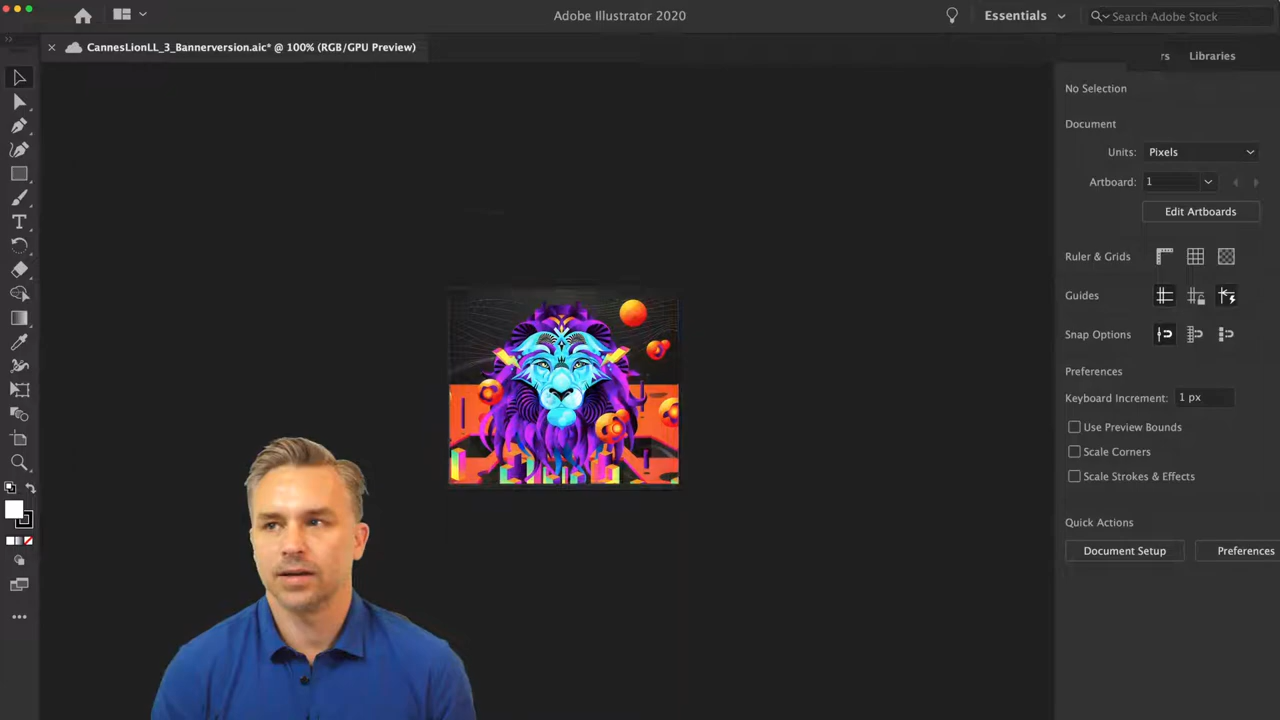 Adobe Illustrator 2020
Essentials
Search Adobe Stock
CannesLionLL_3_Bannerversion.aic* @ 100% (RGB/GPU Preview)
rs
Libraries
No Selection
Document
Units: Pixels
Artboard: 1
Edit Artboards
Ruler & Grids
Guides
Snap Options
Preferences
Keyboard Increment: 1 px
Use Preview Bounds
Scale Corners
Scale Strokes & Effects
Quick Actions
Document Setup
Preferences